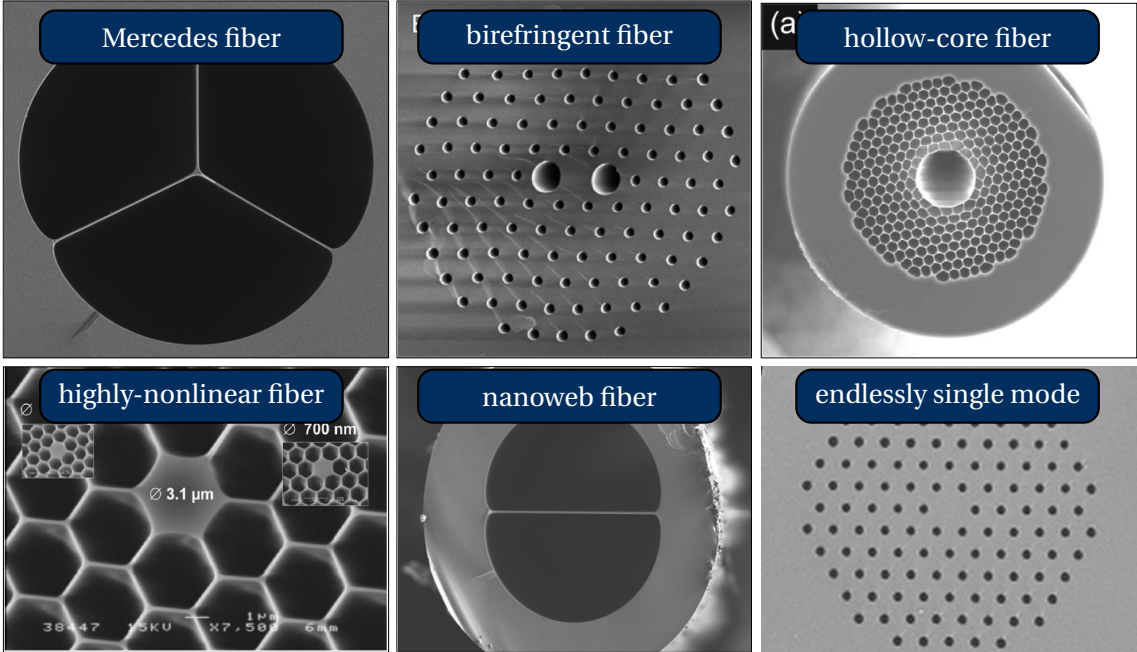 Mercedes fiber
birefringent fiber
(a)
hollow-core fiber
highly-nonlinear fiber
Ø
Ø 700 nm
Ø 3.1 µm
38447 15KV X7,500 1µm 6mm
nanoweb fiber
endlessly single mode